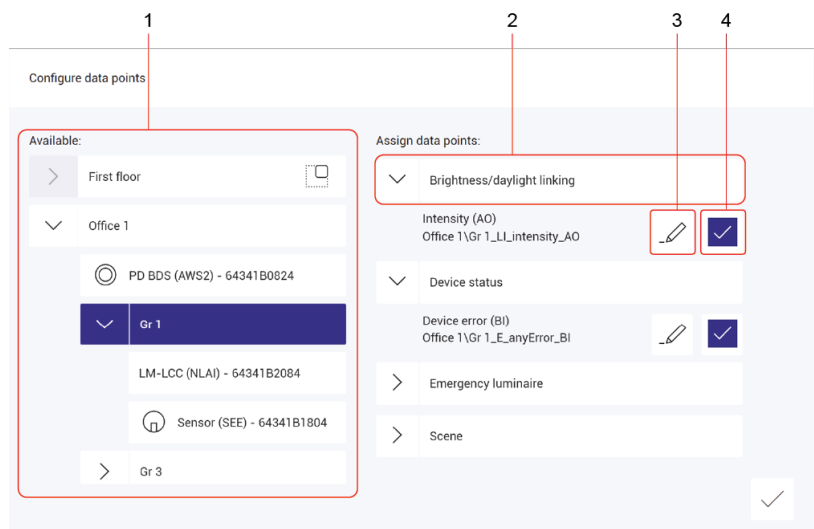 1
2
3
4
Configure data points
Available:
First floor
Office 1
PD BDS (AWS2) - 64341B0824
Gr 1
LM-LCC (NLAI) - 64341B2084
Sensor (SEE) - 64341B1804
Gr 3
Assign data points:
Brightness/daylight linking
Intensity (AO)
Office 1\Gr 1_LI_intensity_AO
Device status
Device error (BI)
Office 1\Gr 1_E_anyError_BI
Emergency luminaire
Scene